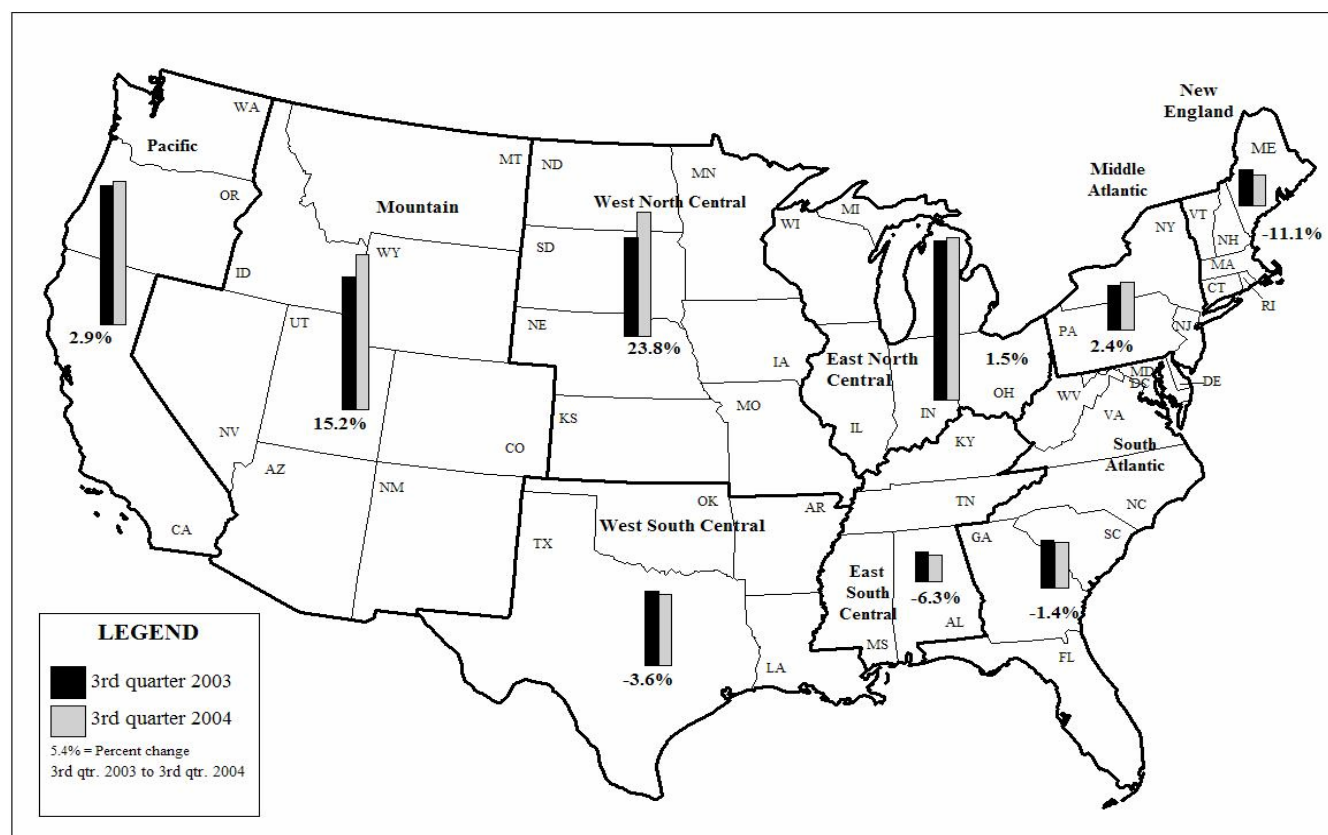 New
England
WA
ME
Pacific
MT
ND
MN
Middle
Atlantic
OR
Mountain
West North Central
MI
VT
WI
NY
-11.1%
NH
WY
SD
MA
ID
CT
RI
UT
NE
PA
NJ
2.9%
23.8%
2.4%
East North
Central
1.5%
IA
OH
MD
DC
DE
WV
MO
VA
15.2%
KS
IL
IN
NV
CO
KY
South
Atlantic
AZ
NM
OK
AR
TN
NC
CA
West South Central
TX
GA
SC
East
South
Central
-6.3%
-1.4%
AL
MS
FL
LA
-3.6%
LEGEND
3rd quarter 2003
3rd quarter 2004
5.4% = Percent change
3rd qtr. 2003 to 3rd qtr. 2004